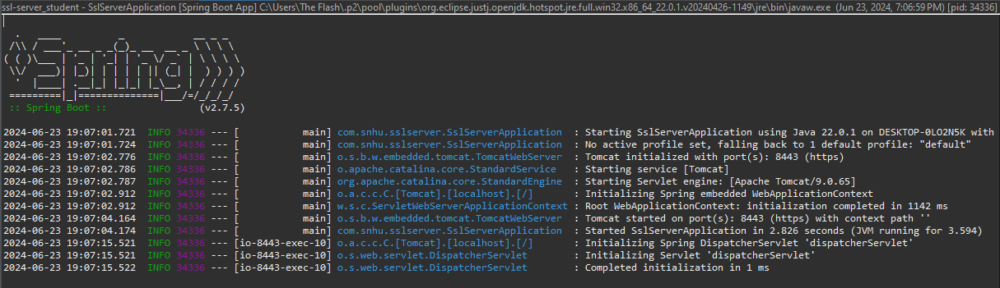 ssl-server_student - SslServerApplication [Spring Boot App] C:\Users\The Flash\.p2\pool\plugins\org.eclipse.justj.openjdk.hotspot.jre.full.win32.x86_64_22.0.1.v20240426-1149\jre\bin\javaw.exe (Jun 23, 2024, 7:06:59 PM) [pid: 34336]
  .   ____          _            __ _ _
 /\\ / ___'_ __ _ _(_)_ __  __ _ \ \ \ \
( ( )\___ | '_ | '_| | '_ \/ _` | \ \ \ \
 \\/  ___)| |_)| | | | | || (_| |  ) ) ) )
  '  |____| .__|_| |_|_| |_\__, | / / / /
 =========|_|==============|___/=/_/_/_/
 :: Spring Boot ::                (v2.7.5)
2024-06-23 19:07:01.721  INFO 34336 --- [           main] com.snhu.sslserver.SslServerApplication  : Starting SslServerApplication using Java 22.0.1 on DESKTOP-0LO2N5K with
2024-06-23 19:07:01.724  INFO 34336 --- [           main] com.snhu.sslserver.SslServerApplication  : No active profile set, falling back to 1 default profile: "default"
2024-06-23 19:07:02.776  INFO 34336 --- [           main] o.s.b.w.embedded.tomcat.TomcatWebServer  : Tomcat initialized with port(s): 8443 (https)
2024-06-23 19:07:02.786  INFO 34336 --- [           main] o.apache.catalina.core.StandardService   : Starting service [Tomcat]
2024-06-23 19:07:02.787  INFO 34336 --- [           main] org.apache.catalina.core.StandardEngine  : Starting Servlet engine: [Apache Tomcat/9.0.65]
2024-06-23 19:07:02.912  INFO 34336 --- [           main] o.a.c.c.C.[Tomcat].[localhost].[/]       : Initializing Spring embedded WebApplicationContext
2024-06-23 19:07:02.912  INFO 34336 --- [           main] w.s.c.ServletWebServerApplicationContext : Root WebApplicationContext: initialization completed in 1142 ms
2024-06-23 19:07:04.164  INFO 34336 --- [           main] o.s.b.w.embedded.tomcat.TomcatWebServer  : Tomcat started on port(s): 8443 (https) with context path ''
2024-06-23 19:07:04.174  INFO 34336 --- [           main] com.snhu.sslserver.SslServerApplication  : Started SslServerApplication in 2.826 seconds (JVM running for 3.594)
2024-06-23 19:07:15.521  INFO 34336 --- [io-8443-exec-10] o.a.c.c.C.[Tomcat].[localhost].[/]       : Initializing Spring DispatcherServlet 'dispatcherServlet'
2024-06-23 19:07:15.521  INFO 34336 --- [io-8443-exec-10] o.s.web.servlet.DispatcherServlet        : Initializing Servlet 'dispatcherServlet'
2024-06-23 19:07:15.522  INFO 34336 --- [io-8443-exec-10] o.s.web.servlet.DispatcherServlet        : Completed initialization in 1 ms